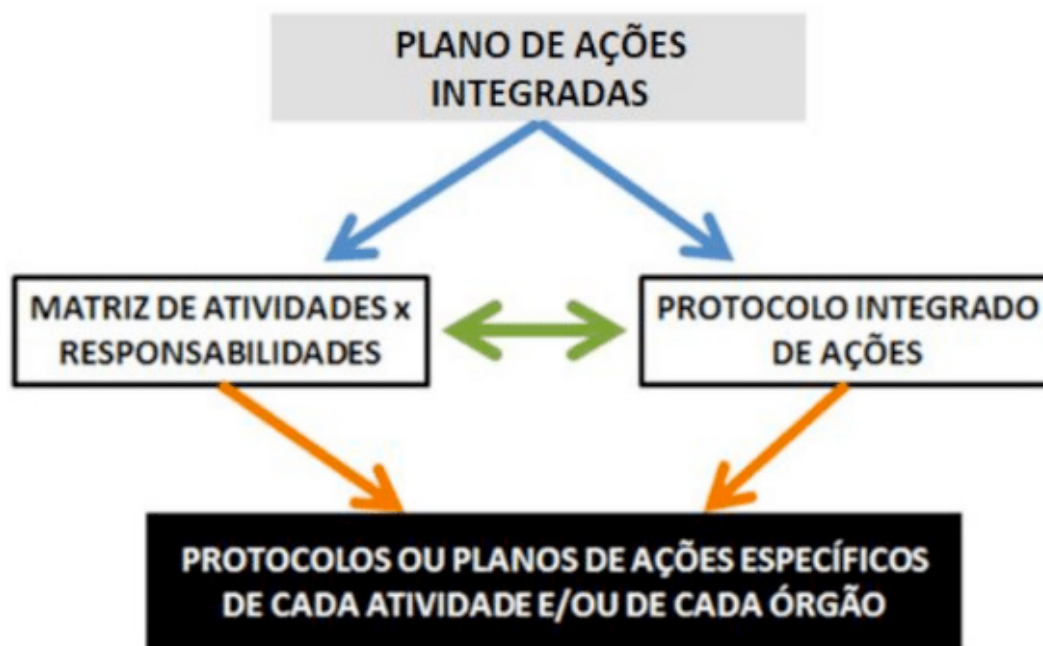 PLANO DE AÇÕES
INTEGRADAS
MATRIZ DE ATIVIDADES x
RESPONSABILIDADES
PROTOCOLO INTEGRADO
DE AÇÕES
PROTOCOLOS OU PLANOS DE AÇÕES ESPECÍFICOS
DE CADA ATIVIDADE E/OU DE CADA ÓRGÃO